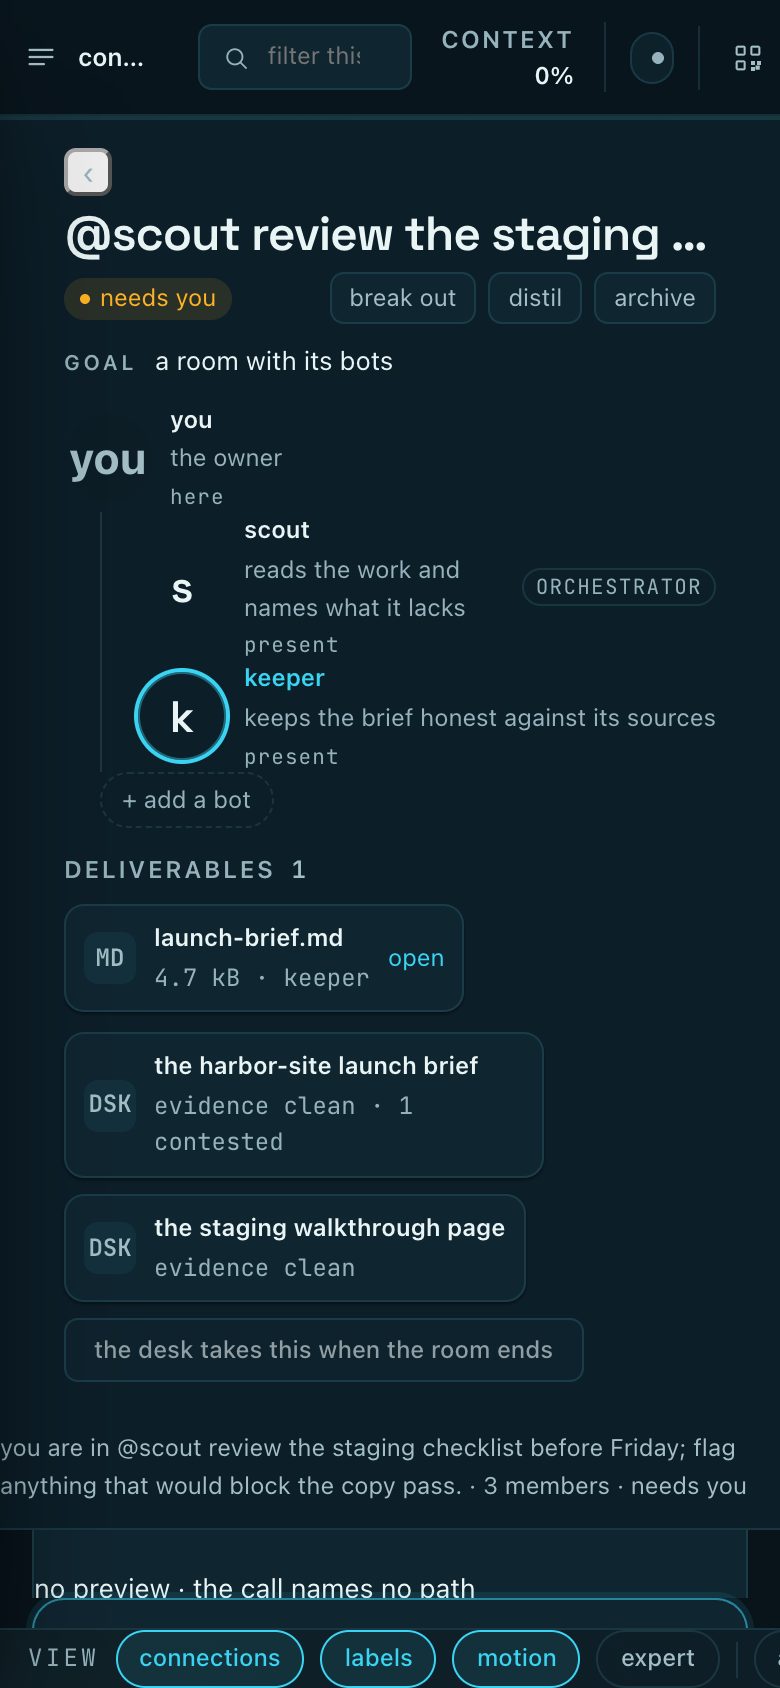 con...
filter this
CONTEXT
0%
‹
@scout review the staging ...
needs you
break out
distil
archive
GOAL a room with its bots
you
you
the owner
here
s
scout
reads the work and
names what it lacks
present
ORCHESTRATOR
k
keeper
keeps the brief honest against its sources
present
+ add a bot
DELIVERABLES 1
MD
launch-brief.md
4.7 kB · keeper
open
DSK
the harbor-site launch brief
evidence clean · 1
contested
DSK
the staging walkthrough page
evidence clean
the desk takes this when the room ends
you are in @scout review the staging checklist before Friday; flag
anything that would block the copy pass. · 3 members · needs you
no preview · the call names no path
VIEW connections labels motion expert